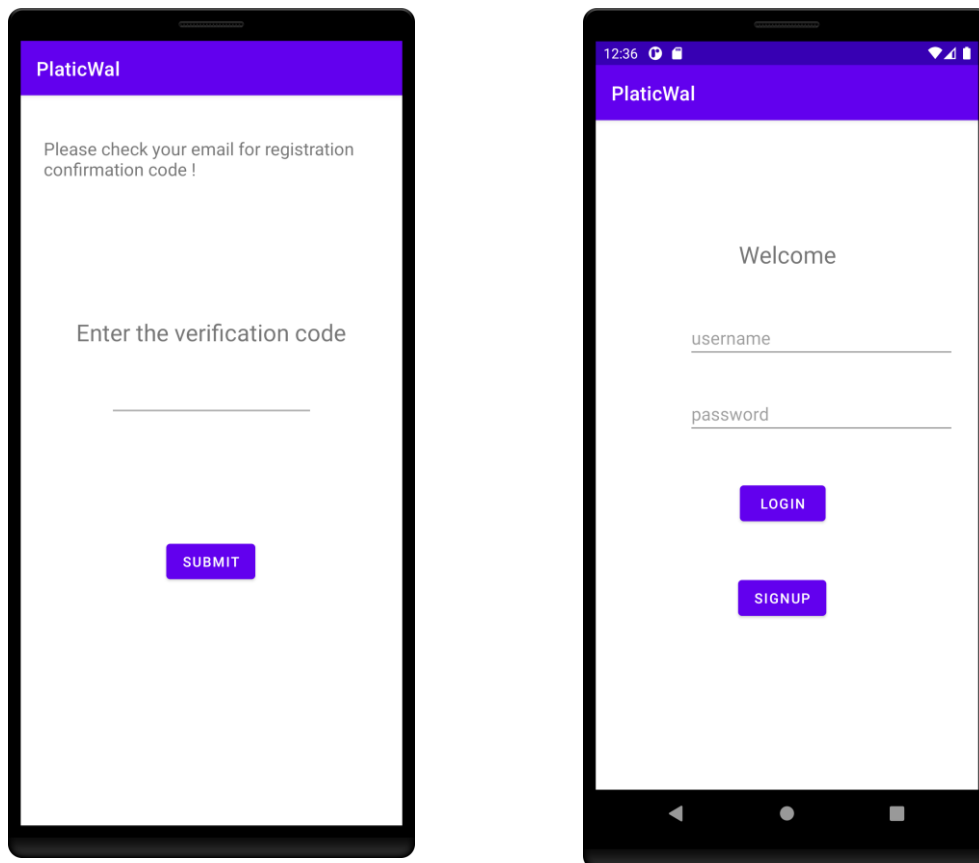 PlaticWal
Please check your email for registration
confirmation code !
Enter the verification code
SUBMIT
12:36
PlaticWal
Welcome
username
password
LOGIN
SIGNUP